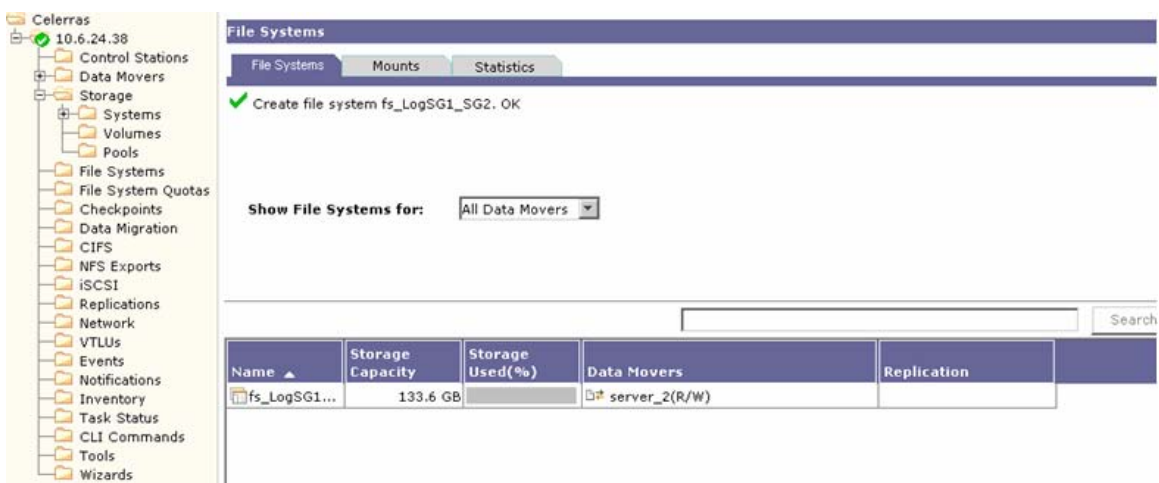 Celerras
10.6.24.38
Control Stations
Data Movers
Storage
Systems
Volumes
Pools
File Systems
File System Quotas
Checkpoints
Data Migration
CIFS
NFS Exports
iSCSI
Replications
Network
VTLUs
Events
Notifications
Inventory
Task Status
CLI Commands
Tools
Wizards
File Systems
File Systems Mounts Statistics
Create file system fs_LogSG1_SG2. OK
Show File Systems for: All Data Movers
Search
Name Storage Capacity Storage Used(%) Data Movers Replication
fs_LogSG1... 133.6 GB server_2(R/W)